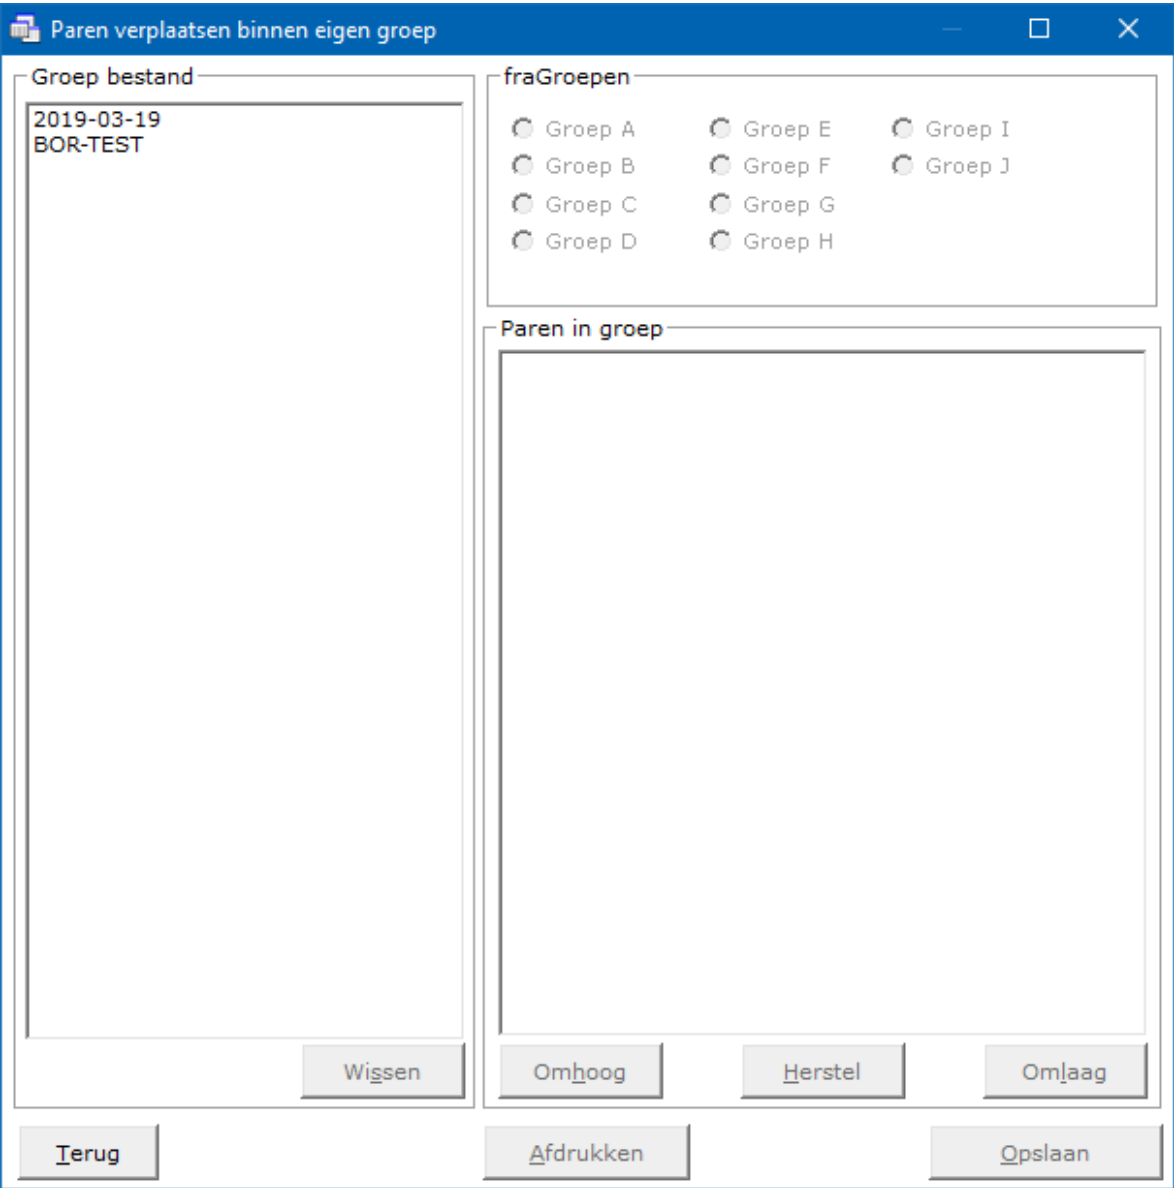 Paren verplaatsen binnen eigen groep
Groep bestand
2019-03-19
BOR-TEST
Wissen
fraGroepen
Groep A
Groep E
Groep I
Groep B
Groep F
Groep J
Groep C
Groep G
Groep D
Groep H
Paren in groep
Omhoog
Herstel
Omlaag
Terug
Afdrukken
Opslaan